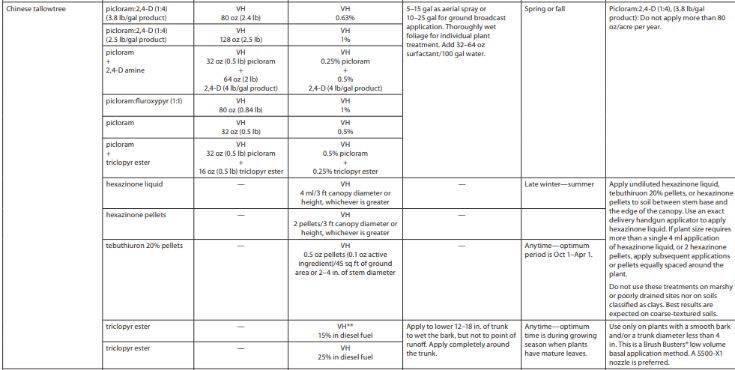 Chinese tallowtree
picloram:2,4-D (1:4)
(3.8 lb/gal product)
VH
80 oz (2.4 lb)
VH
0.63%
5–15 gal as aerial spray or
10–25 gal for ground broadcast
application. Thoroughly wet
foliage for individual plant
treatment. Add 32–64 oz
surfactant/100 gal water.
Spring or fall
Picloram:2,4-D (1:4), (3.8 lb/gal
product): Do not apply more than 80
oz/acre per year.
picloram:2,4-D (1:4)
(2.5 lb/gal product)
VH
128 oz (2.5 lb)
VH
1%
picloram
+
2,4-D amine
VH
32 oz (0.5 lb) picloram
+
64 oz (2 lb)
2,4-D (4 lb/gal product)
VH
0.25% picloram
+
0.5%
2,4-D (4 lb/gal product)
picloram:fluroxypyr (1:1)
VH
80 oz (0.84 lb)
VH
1%
picloram
VH
32 oz (0.5 lb)
VH
0.5%
picloram
+
triclopyr ester
VH
32 oz (0.5 lb) picloram
+
16 oz (0.5 lb) triclopyr ester
VH
0.5% picloram
+
0.25% triclopyr ester
hexazinone liquid
—
VH
4 ml/3 ft canopy diameter or
height, whichever is greater
—
Late winter—summer
Apply undiluted hexazinone liquid,
tebuthiruon 20% pellets, or hexazinone
pellets to soil between stem base and
the edge of the canopy. Use an exact
delivery handgun applicator to apply
hexazinone liquid. If plant size requires
more than a single 4 ml application
of hexazinone liquid, or 2 hexazinone
pellets, apply subsequent applications
or pellets equally spaced around the
plant.
Do not use these treatments on marshy
or poorly drained sites nor on soils
classified as clays. Best results are
expected on coarse-textured soils.
hexazinone pellets
—
VH
2 pellets/3 ft canopy diameter or
height, whichever is greater
—
tebuthiuron 20% pellets
—
VH
0.5 oz pellets (0.1 oz active
ingredient)/45 sq ft of ground
area or 2–4 in. of stem diameter
—
Anytime—optimum
period is Oct 1–Apr 1.
triclopyr ester
—
VH**
15% in diesel fuel
Apply to lower 12–18 in. of trunk
to wet the bark, but not to point of
runoff. Apply completely around
the trunk.
Anytime—optimum
time is during growing
season when plants
have mature leaves.
Use only on plants with a smooth bark
and/or a trunk diameter less than 4
in. This is a Brush Busters® low volume
basal application method. A 5500-X1
nozzle is preferred.
triclopyr ester
—
VH
25% in diesel fuel